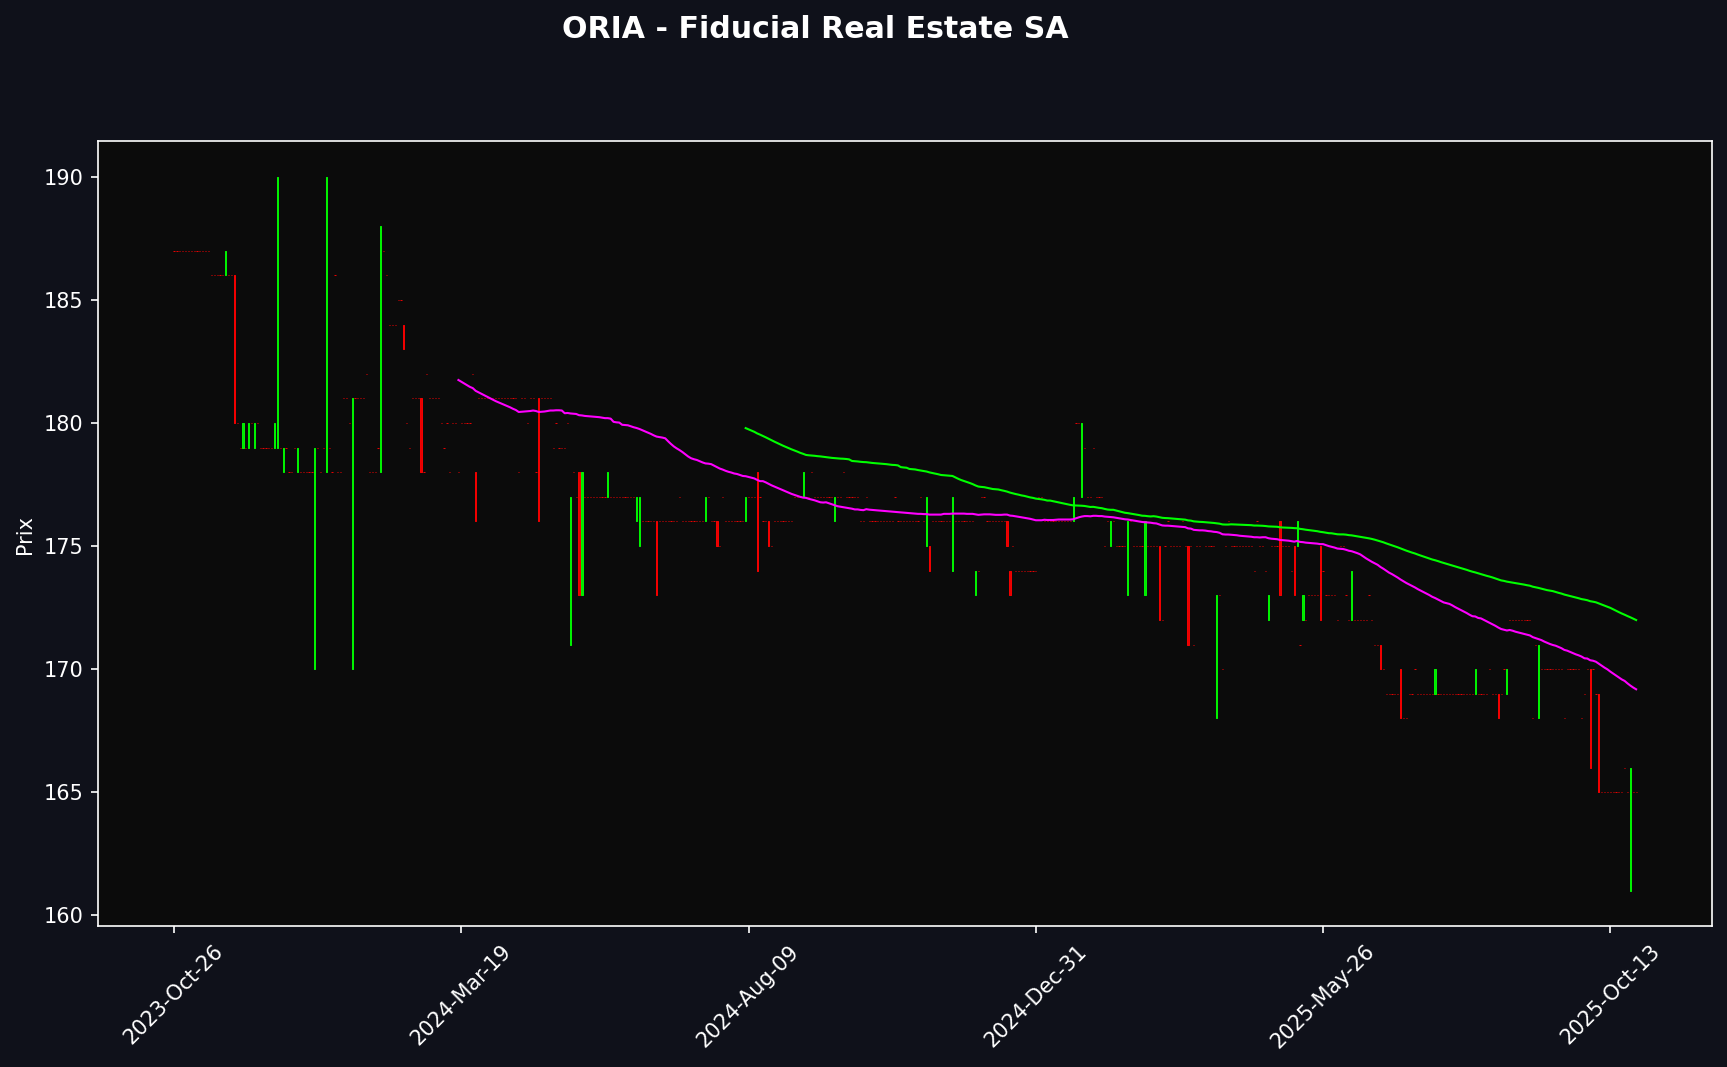 ORIA - Fiducial Real Estate SA
Prix
190
185
180
175
170
165
160
2023-Oct-26
2024-Mar-19
2024-Aug-09
2024-Dec-31
2025-May-26
2025-Oct-13